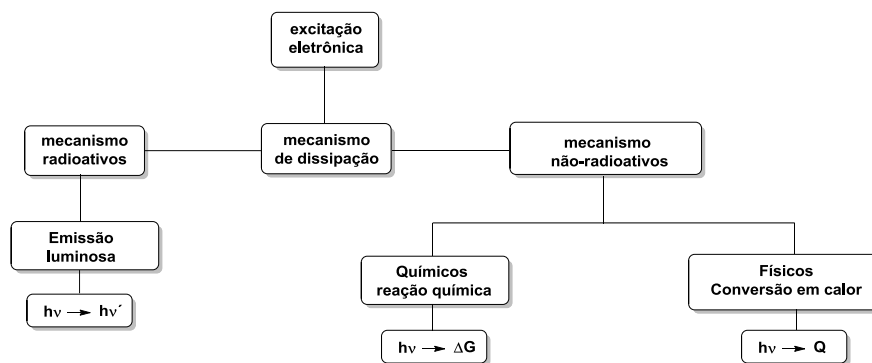 excitação
eletrônica
mecanismo
radioativos
mecanismo
de dissipação
mecanismo
não-radioativos
Emissão
luminosa
hν → hν´
Químicos
reação química
hν → ΔG
Físicos
Conversão em calor
hν → Q